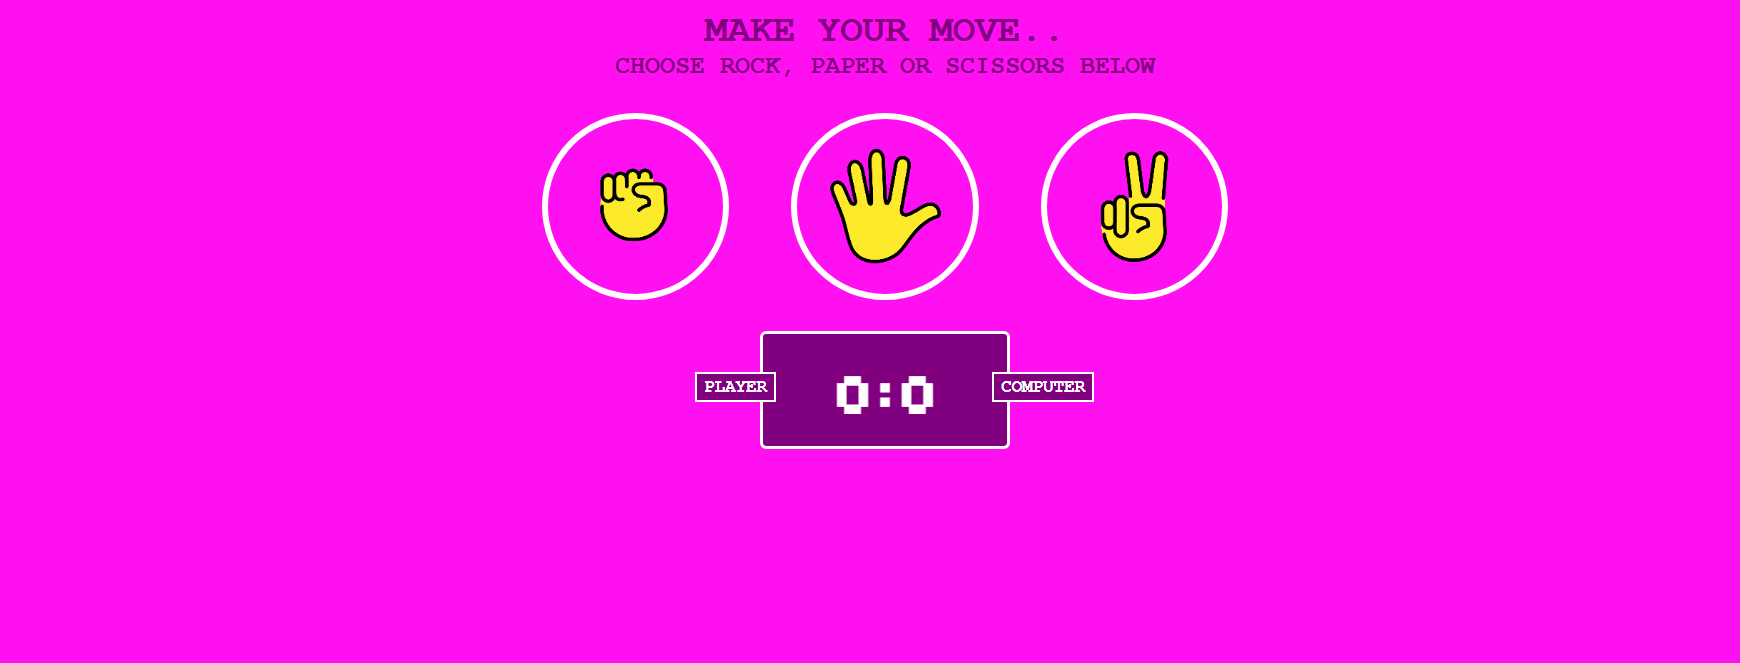 MAKE YOUR MOVE..
CHOOSE ROCK, PAPER OR SCISSORS BELOW
PLAYER
0:0
COMPUTER